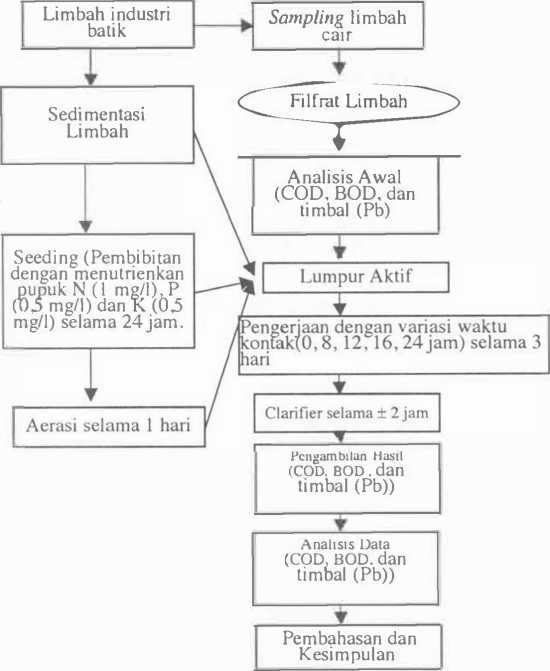 Limbah industri
batik
Sampling limbah
cair
Sedimentasi
Limbah
Filfrat Limbah
Analisis Awal
(COD, BOD, dan
timbal (Pb)
Seeding (Pembibitan
dengan menutrienkan
pupuk N (1 mg/l), P
(0,5 mg/l) dan K (0,5
mg/l) selama 24 jam.
Lumpur Aktif
Pengerjaan dengan variasi waktu
kontak(0, 8, 12, 16, 24 jam) selama 3
hari
Aerasi selama 1 hari
Clarifier selama ± 2 jam
Pengambilan Hasil
(COD, BOD, dan
timbal (Pb))
Analisis Data
(COD, BOD, dan
timbal (Pb))
Pembahasan dan
Kesimpulan